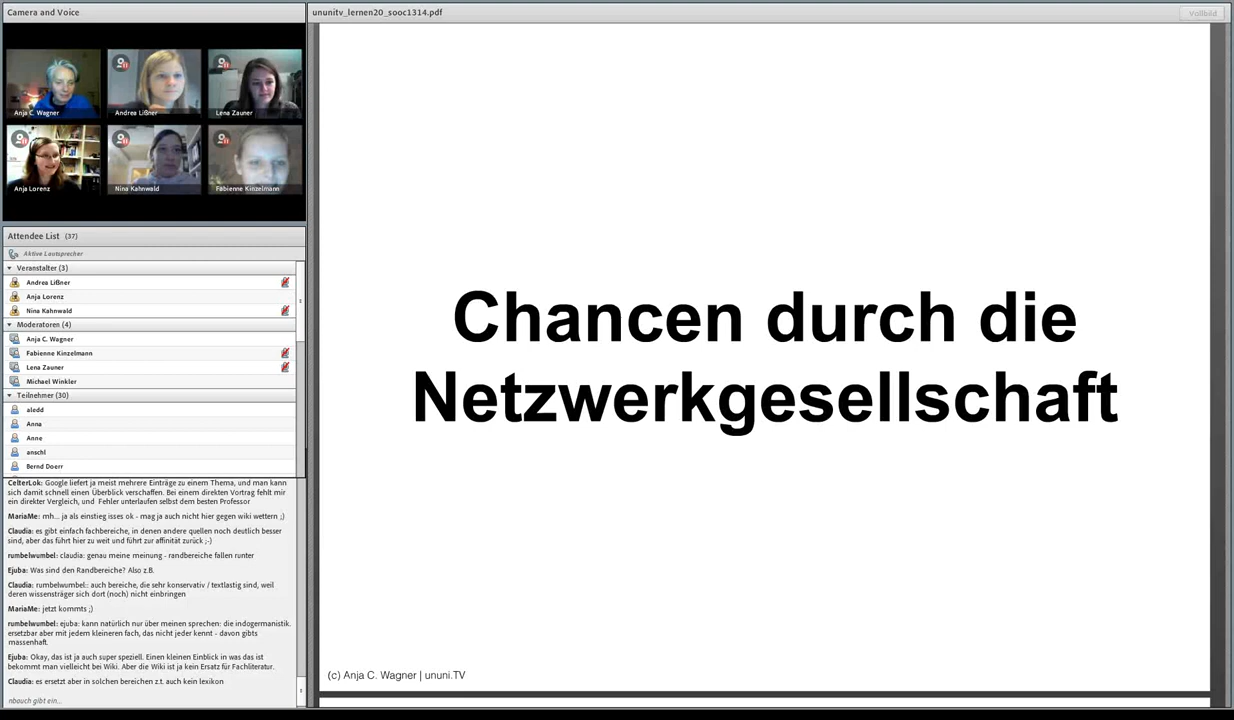 Camera and Voice
Anja C. Wagner
Andrea Lißner
Lena Zauner
Anja Lorenz
Nina Kahnwald
Fabienne Kinzelmann
Attendee List (37)
Aktive Lautsprecher
Veranstalter (3)
Andrea Lißner
Anja Lorenz
Nina Kahnwald
Moderatoren (4)
Anja C. Wagner
Fabienne Kinzelmann
Lena Zauner
Michael Winkler
Teilnehmer (30)
aledd
Anna
Anne
anschl
Bernd Doerr
CelterLok: Google liefert ja meist mehrere Einträge zu einem Thema, und man kann
sich damit schnell einen Überblick verschaffen. Bei einem direkten Vortrag fehlt mir
ein direkter Vergleich, und Fehler unterlaufen selbst dem besten Professor
MariaMe: mh... ja als einstieg isses ok - mag ja auch nicht hier gegen wiki wettern ;)
Claudia: es gibt einfach fachbereiche, in denen andere quellen noch deutlich besser
sind, aber das führt hier zu weit und führt zur affinität zurück ;-)
rumbelwumbel: claudia: genau meine meinung - randbereiche fallen runter
Ejuba: Was sind den Randbereiche? Also z.B.
Claudia: rumbelwumbel:: auch bereiche, die sehr konservativ / textlastig sind, weil
deren wissensträger sich dort (noch) nicht einbringen
MariaMe: jetzt kommts ;)
rumbelwumbel: ejuba: kann natürlich nur über meinen sprechen: die indogermanistik.
ersetzbar aber mit jedem kleineren fach, das nicht jeder kennt - davon gibts
massenhaft.
Ejuba: Okay, das ist ja auch super speziell. Einen kleinen Einblick in was das ist
bekommt man vielleicht bei Wiki. Aber die Wiki ist ja kein Ersatz für Fachliteratur.
Claudia: es ersetzt aber in solchen bereichen z.t. auch kein lexikon
nbauch gibt ein...
ununitv_lernen20_sooc1314.pdf
Vollbild
Chancen durch die
Netzwerkgesellschaft
(c) Anja C. Wagner | ununi.TV